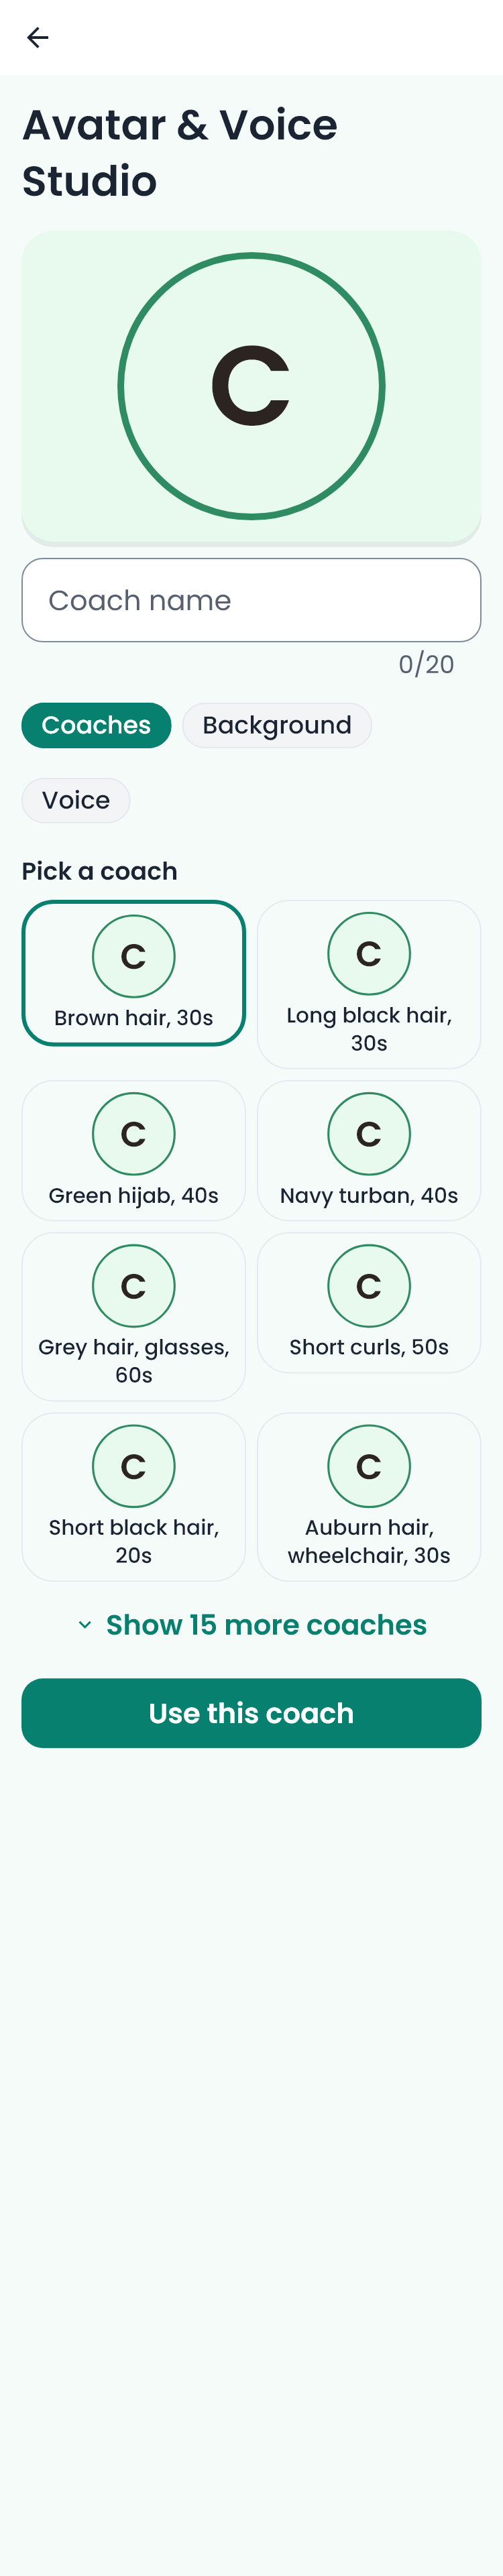 Avatar & Voice
Studio
C
Coach name
0/20
Coaches
Background
Voice
Pick a coach
C
Brown hair, 30s
C
Long black hair,
30s
C
Green hijab, 40s
C
Navy turban, 40s
C
Grey hair, glasses,
60s
C
Short curls, 50s
C
Short black hair,
20s
C
Auburn hair,
wheelchair, 30s
Show 15 more coaches
Use this coach